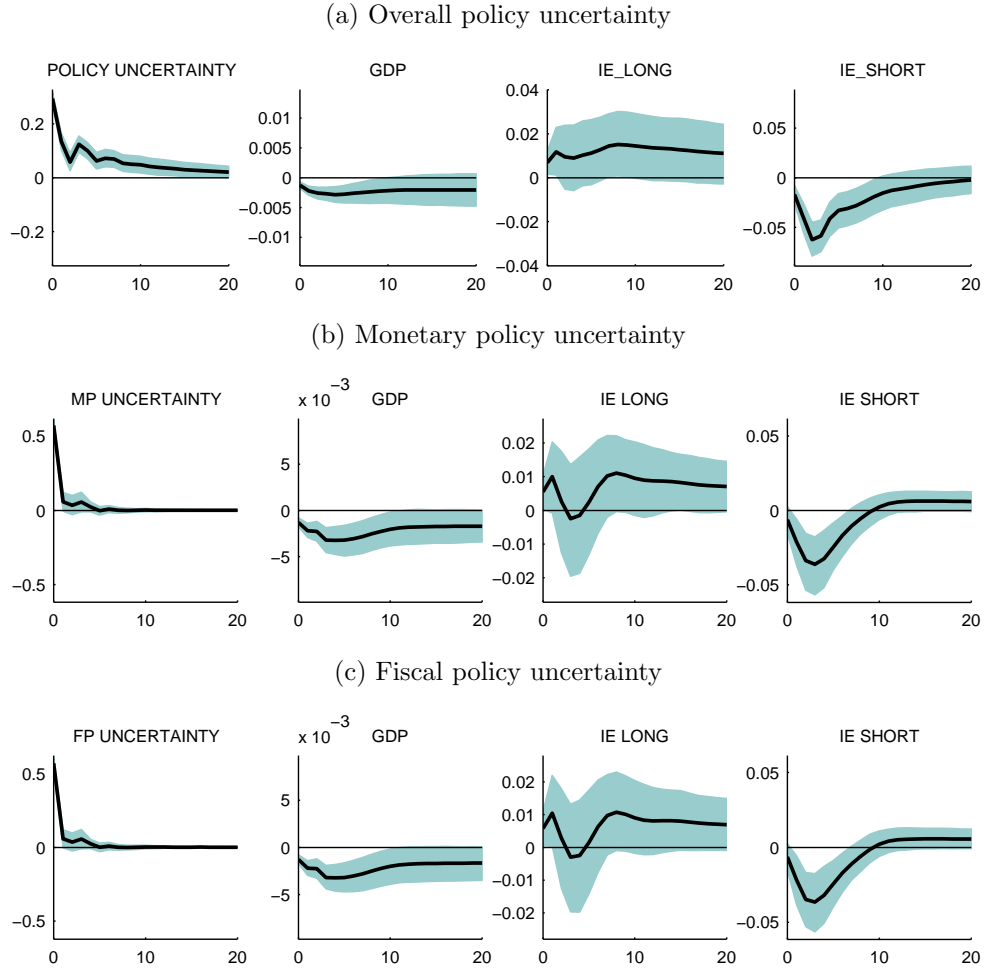 (a) Overall policy uncertainty
POLICY UNCERTAINTY
GDP
IE_LONG
IE_SHORT
0.2
0
−0.2
0 10 20
0.01
0.005
0
−0.005
−0.01
0 10 20
0.04
0.02
0
−0.02
−0.04
0 10 20
0.05
0
−0.05
0 10 20
(b) Monetary policy uncertainty
MP UNCERTAINTY
x 10 −3
GDP
IE LONG
IE SHORT
0.5
0
−0.5
0 10 20
5
0
−5
0 10 20
0.02
0.01
0
−0.01
−0.02
0 10 20
0.05
0
−0.05
0 10 20
(c) Fiscal policy uncertainty
FP UNCERTAINTY
x 10 −3
GDP
IE LONG
IE SHORT
0.5
0
−0.5
0 10 20
5
0
−5
0 10 20
0.02
0.01
0
−0.01
−0.02
0 10 20
0.05
0
−0.05
0 10 20